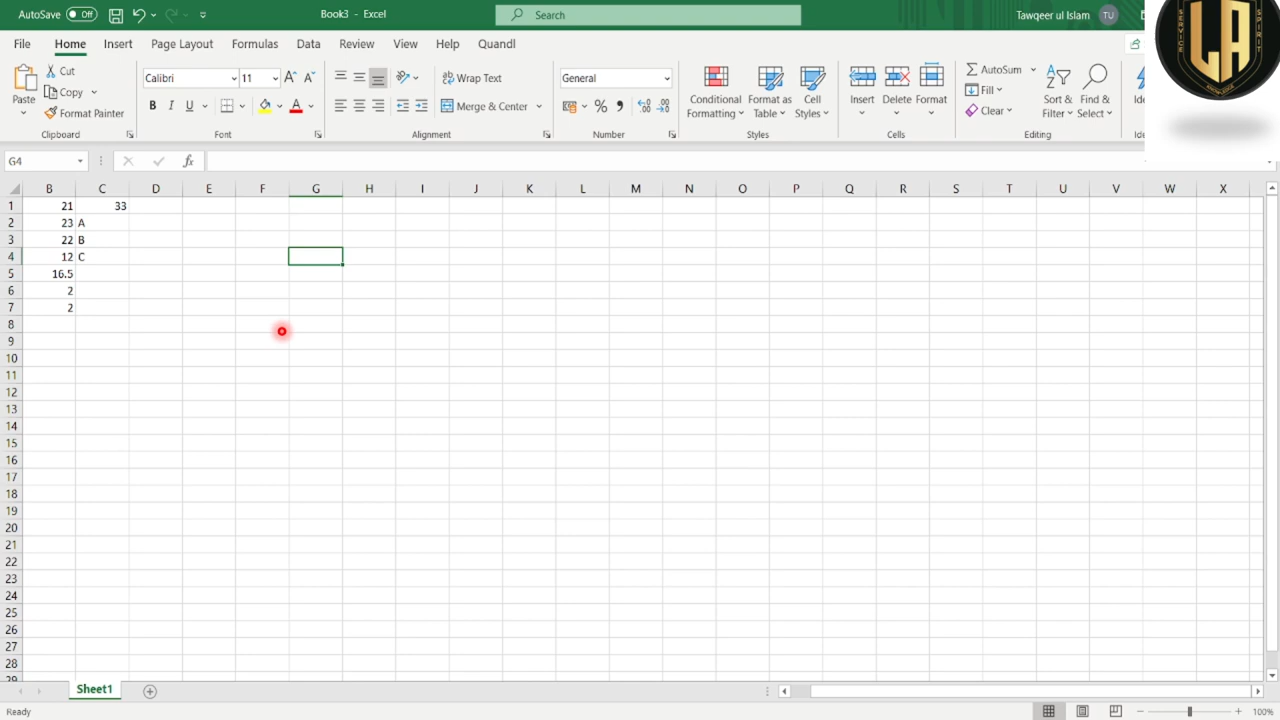 AutoSave Off Book3 - Excel Search Tawqeer ul Islam TU
SERVICE SPIRIT
LA
File Home Insert Page Layout Formulas Data Review View Help Quandl
Paste Cut Copy Format Painter
Calibri 11 A A
B I U A
Wrap Text
Merge & Center
General
% ,
Conditional Formatting Format as Table Cell Styles
Insert Delete Format
AutoSum Fill Clear
Sort & Filter Find & Select
Clipboard Font Alignment Number Styles Cells Editing
G4 fx
B C D E F G H I J K L M N O P Q R S T U V W X
1 21 33
2 23 A
3 22 B
4 12 C
5 16.5
6 2
7 2
8
9
10
11
12
13
14
15
16
17
18
19
20
21
22
23
24
25
26
27
28
29
Sheet1
Ready 100%